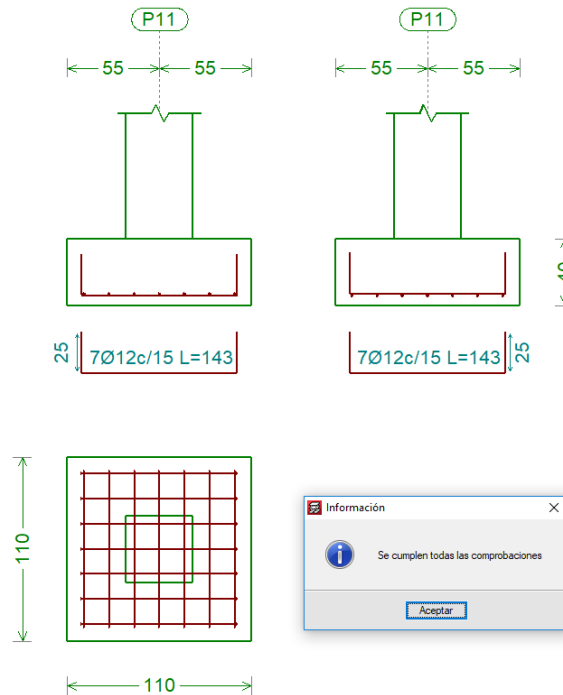 P11
P11
55
55
55
55
40
25
7Ø12c/15 L=143
7Ø12c/15 L=143
25
110
Información
Se cumplen todas las comprobaciones
Aceptar
110